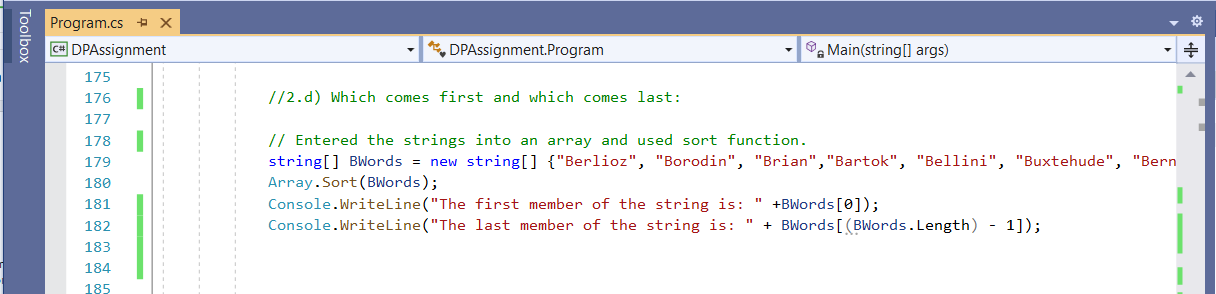 Toolbox
Program.cs
C# DPAssignment DPAssignment.Program Main(string[] args)
175
176 //2.d) Which comes first and which comes last:
177
178 // Entered the strings into an array and used sort function.
179 string[] BWords = new string[] {"Berlioz", "Borodin", "Brian","Bartok", "Bellini", "Buxtehude", "Bern
180 Array.Sort(BWords);
181 Console.WriteLine("The first member of the string is: " +BWords[0]);
182 Console.WriteLine("The last member of the string is: " + BWords[(BWords.Length) - 1]);
183
184
185